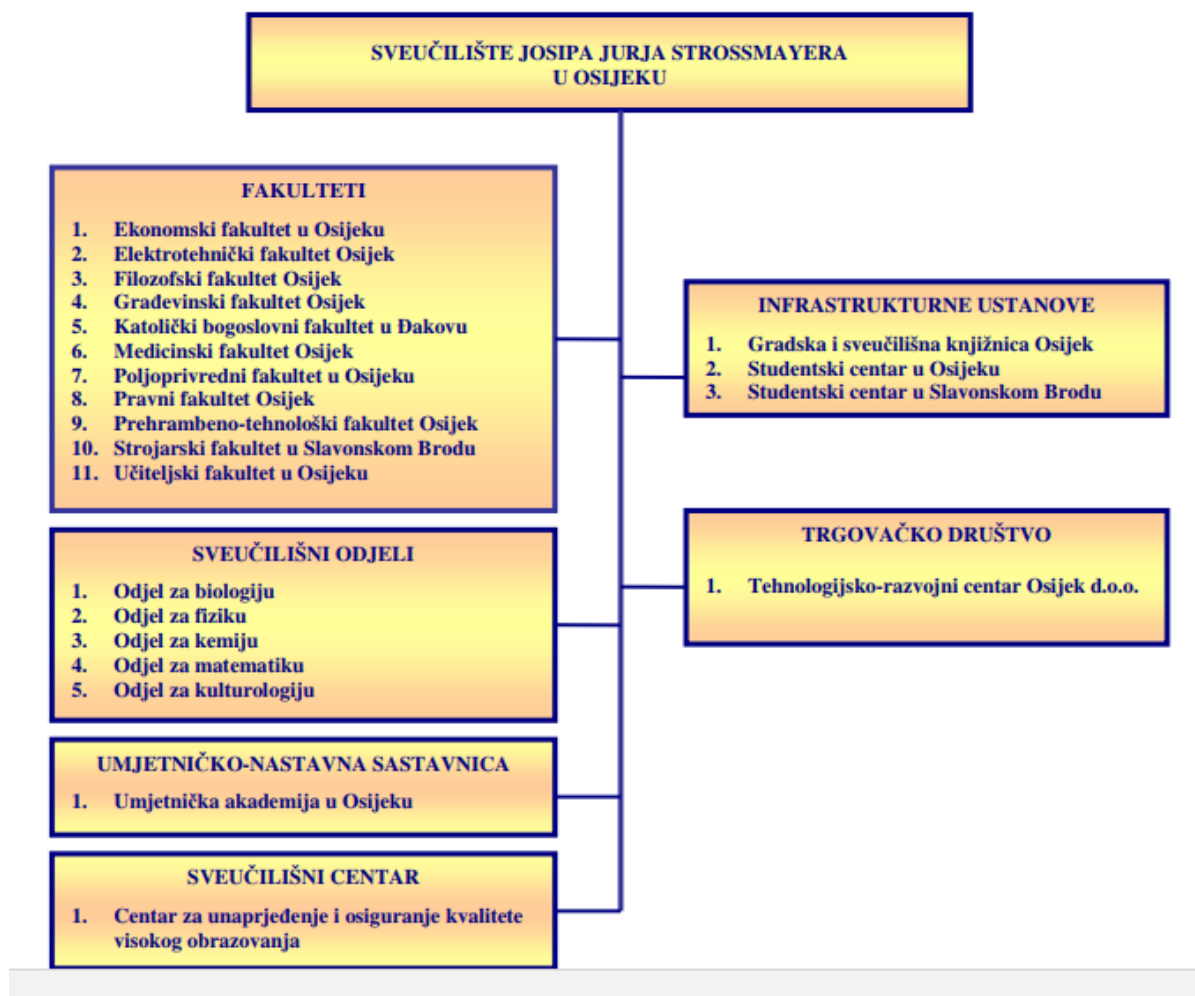 SVEUČILIŠTE JOSIPA JURJA STROSSMAYERA
U OSIJEKU
FAKULTETI
1. Ekonomski fakultet u Osijeku
2. Elektrotehnički fakultet Osijek
3. Filozofski fakultet Osijek
4. Građevinski fakultet Osijek
5. Katolički bogoslovni fakultet u Đakovu
6. Medicinski fakultet Osijek
7. Poljoprivredni fakultet u Osijeku
8. Pravni fakultet Osijek
9. Prehrambeno-tehnološki fakultet Osijek
10. Strojarski fakultet u Slavonskom Brodu
11. Učiteljski fakultet u Osijeku
SVEUČILIŠNI ODJELI
1. Odjel za biologiju
2. Odjel za fiziku
3. Odjel za kemiju
4. Odjel za matematiku
5. Odjel za kulturologiju
UMJETNIČKO-NASTAVNA SASTAVNICA
1. Umjetnička akademija u Osijeku
SVEUČILIŠNI CENTAR
1. Centar za unaprjeđenje i osiguranje kvalitete
visokog obrazovanja
INFRASTRUKTURNE USTANOVE
1. Gradska i sveučilišna knjižnica Osijek
2. Studentski centar u Osijeku
3. Studentski centar u Slavonskom Brodu
TRGOVAČKO DRUŠTVO
1. Tehnologijsko-razvojni centar Osijek d.o.o.